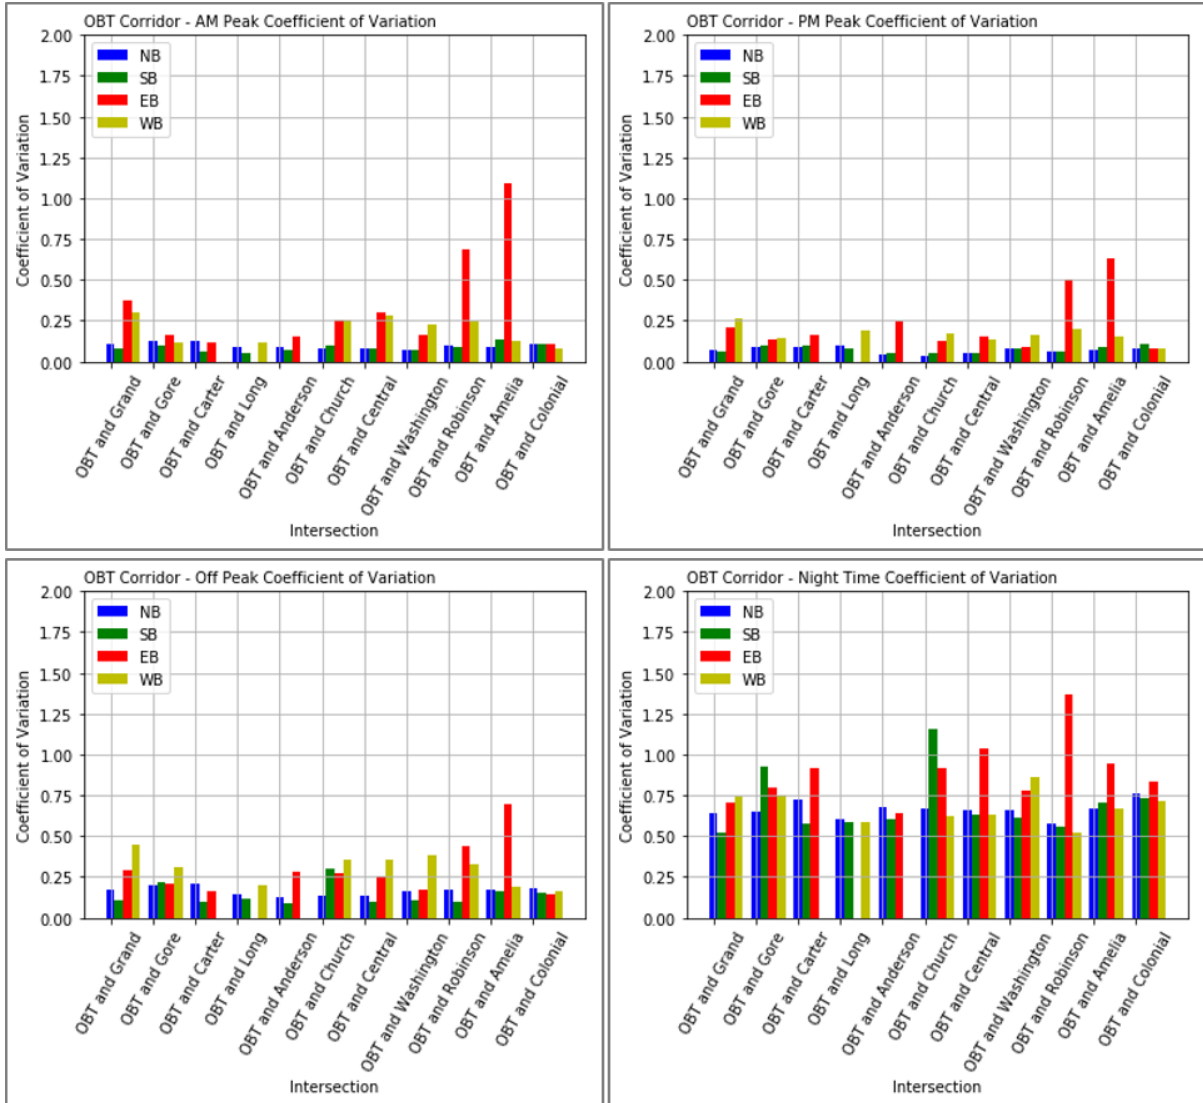 OBT Corridor - AM Peak Coefficient of Variation
2.00
1.75
1.50
1.25
1.00
0.75
0.50
0.25
0.00
Coefficient of Variation
NB
SB
EB
WB
OBT and Grand
OBT and Gore
OBT and Carter
OBT and Long
OBT and Anderson
OBT and Church
OBT and Central
OBT and Washington
OBT and Robinson
OBT and Amelia
OBT and Colonial
Intersection
OBT Corridor - PM Peak Coefficient of Variation
2.00
1.75
1.50
1.25
1.00
0.75
0.50
0.25
0.00
Coefficient of Variation
NB
SB
EB
WB
OBT and Grand
OBT and Gore
OBT and Carter
OBT and Long
OBT and Anderson
OBT and Church
OBT and Central
OBT and Washington
OBT and Robinson
OBT and Amelia
OBT and Colonial
Intersection
OBT Corridor - Off Peak Coefficient of Variation
2.00
1.75
1.50
1.25
1.00
0.75
0.50
0.25
0.00
Coefficient of Variation
NB
SB
EB
WB
OBT and Grand
OBT and Gore
OBT and Carter
OBT and Long
OBT and Anderson
OBT and Church
OBT and Central
OBT and Washington
OBT and Robinson
OBT and Amelia
OBT and Colonial
Intersection
OBT Corridor - Night Time Coefficient of Variation
2.00
1.75
1.50
1.25
1.00
0.75
0.50
0.25
0.00
Coefficient of Variation
NB
SB
EB
WB
OBT and Grand
OBT and Gore
OBT and Carter
OBT and Long
OBT and Anderson
OBT and Church
OBT and Central
OBT and Washington
OBT and Robinson
OBT and Amelia
OBT and Colonial
Intersection